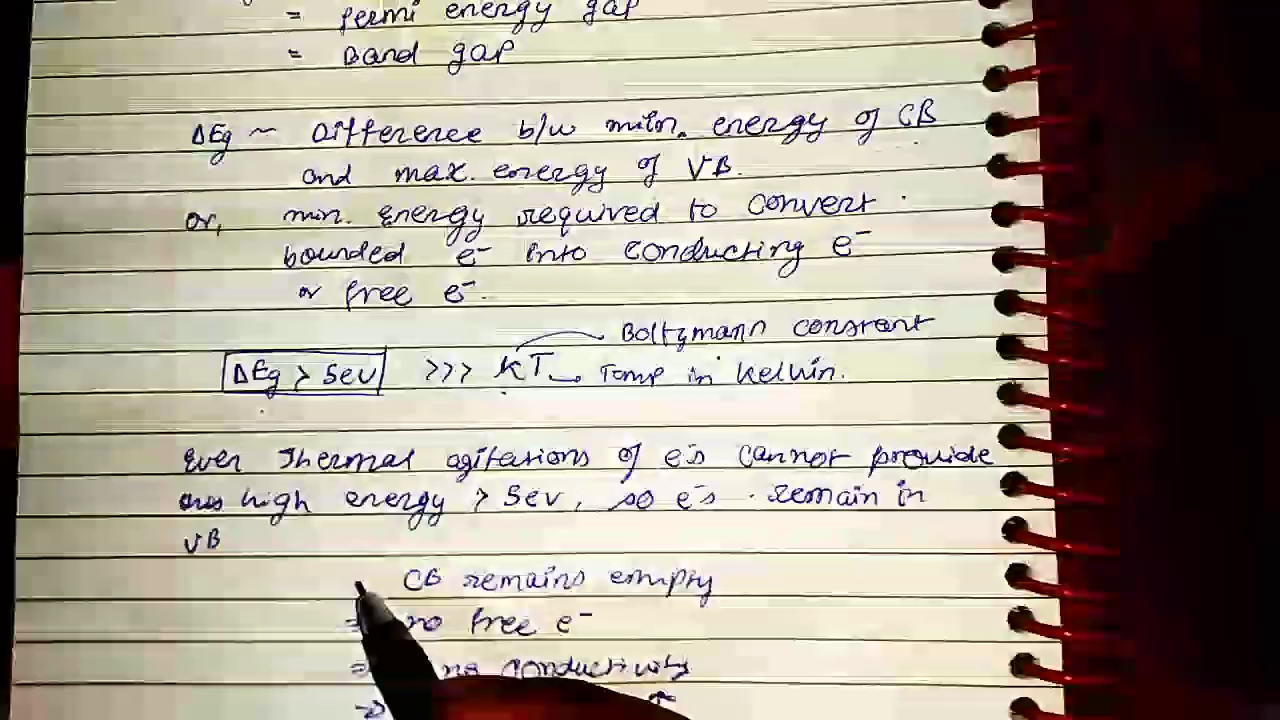 = fermi energy gap
= Band gap
ΔEg ~ Difference b/w min. energy of CB
and max. energy of VB.
or, min. energy required to convert
bounded e⁻ into conducting e⁻
or free e⁻.
Boltzmann constant
ΔEg > 5eV >>> KT → Temp in Kelvin.
Even Thermal agitations of e⁻s cannot provide
this high energy > 5eV, so e⁻s remain in
VB
CB remains empty
= no free e⁻
⇒ no conductivity
⇒